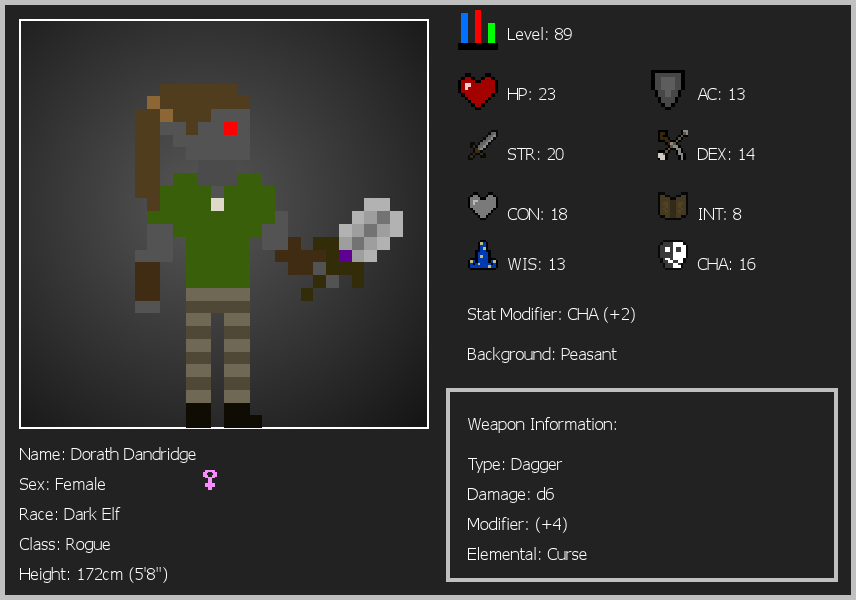 Level: 89
HP: 23
AC: 13
STR: 20
DEX: 14
CON: 18
INT: 8
WIS: 13
CHA: 16
Stat Modifier: CHA (+2)
Background: Peasant
Weapon Information:
Type: Dagger
Damage: d6
Modifier: (+4)
Elemental: Curse
Name: Dorath Dandridge
Sex: Female
Race: Dark Elf
Class: Rogue
Height: 172cm (5'8")